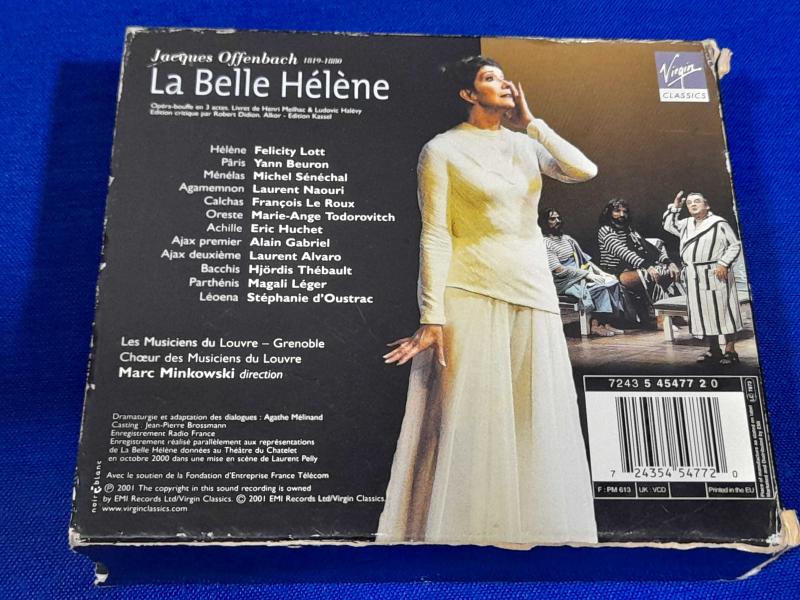 Jacques Offenbach 1819-1880
La Belle Hélène
Opéra-bouffe en 3 actes. Livret de Henri Meilhac & Ludovic Halévy
Edition critique par Robert Didion. Alkor - Edition Kassel
Virgin
CLASSICS
Hélène Felicity Lott
Pâris Yann Beuron
Ménélas Michel Sénéchal
Agamemnon Laurent Naouri
Calchas François Le Roux
Oreste Marie-Ange Todorovitch
Achille Eric Huchet
Ajax premier Alain Gabriel
Ajax deuxième Laurent Alvaro
Bacchis Hjördis Thébault
Parthénis Magali Léger
Léoena Stéphanie d'Oustrac
Les Musiciens du Louvre – Grenoble
Chœur des Musiciens du Louvre
Marc Minkowski direction
Dramaturgie et adaptation des dialogues : Agathe Mélinand
Casting : Jean-Pierre Brossmann
Enregistrement Radio France
Enregistrement réalisé parallèlement aux représentations
de La Belle Hélène données au Théâtre du Chatelet
en octobre 2000 dans une mise en scène de Laurent Pelly
Avec le soutien de la Fondation d'Entreprise France Télécom
℗ 2001 The copyright in this sound recording is owned
by EMI Records Ltd/Virgin Classics. © 2001 EMI Records Ltd/Virgin Classics.
www.virginclassics.com
noir blanc
7243 5 45477 2 0
7 24354 54772 0
F : PM 613 UK : VCD Printed in the EU